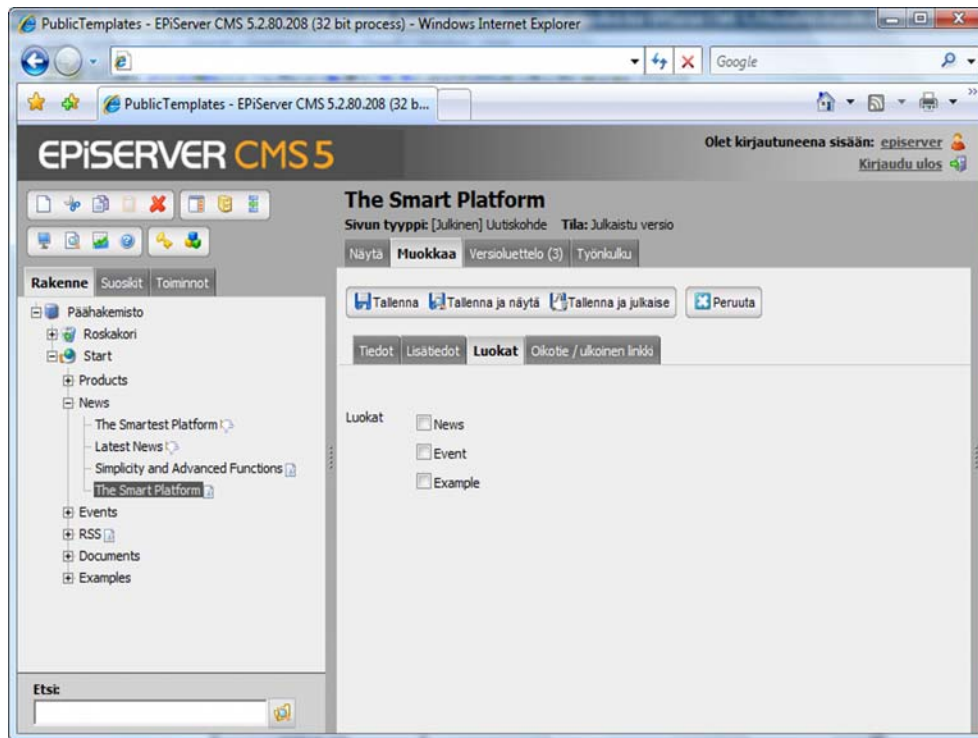 PublicTemplates - EPiServer CMS 5.2.80.208 (32 bit process) - Windows Internet Explorer
Google
PublicTemplates - EPiServer CMS 5.2.80.208 (32 b...
EPiSERVER CMS 5
Olet kirjautuneena sisään: episerver
Kirjaudu ulos
The Smart Platform
Sivun tyyppi: [Julkinen] Uutiskohde Tila: Julkaistu versio
Näytä Muokkaa Versioluettelo (3) Työnkulku
Rakenne Suosikit Toiminnot
Tallenna Tallenna ja näytä Tallenna ja julkaise Peruuta
Tiedot Lisätiedot Luokat Oikotie / ulkoinen linkki
Päähakemisto
Roskakori
Start
Products
News
The Smartest Platform
Latest News
Simplicity and Advanced Functions
The Smart Platform
Events
RSS
Documents
Examples
Luokat
News
Event
Example
Etsi: